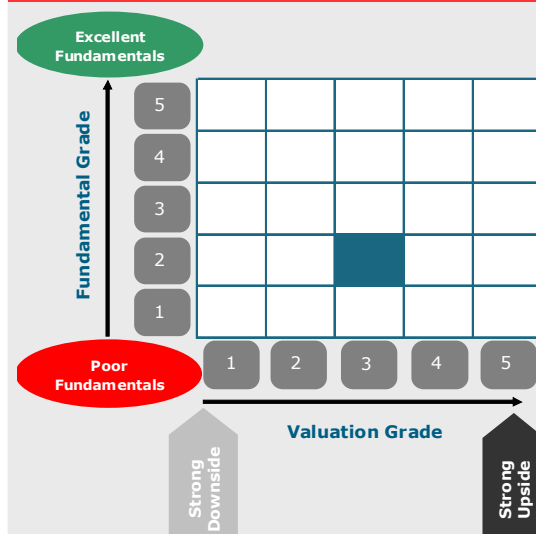 Excellent
Fundamentals
Fundamental Grade
5
4
3
2
1
Poor
Fundamentals
1
2
3
4
5
Valuation Grade
Strong
Downside
Strong
Upside